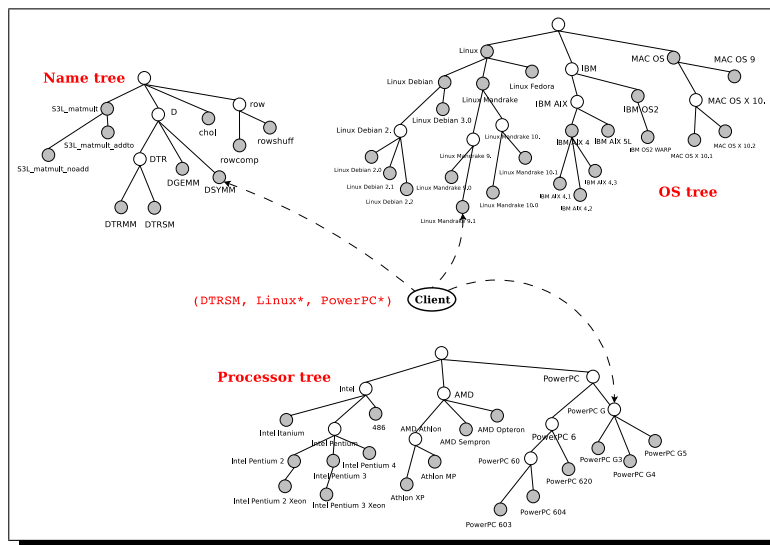 Name tree
S3L_matmult
D
row
S3L_matmult_addto
chol
rowshuff
S3L_matmult_noadd
DTR
rowcomp
DGEMM
DSYMM
DTRMM
DTRSM
Linux
IBM
MAC OS
MAC OS 9
Linux Debian
Linux Mandrake
Linux Fedora
IBM AIX
IBM OS2
MAC OS X 10.
Linux Debian 3.0
Linux Debian 2.
Linux Mandrake 9.
Linux Mandrake 10.
IBM AIX 4
IBM AIX 5L
IBM OS2 WARP
MAC OS X 10.1
MAC OS X 10.2
Linux Debian 2.0
Linux Debian 2.1
Linux Debian 2.2
Linux Mandrake 9.0
Linux Mandrake 9.1
Linux Mandrake 10.1
Linux Mandrake 10.0
IBM AIX 4.1
IBM AIX 4.2
IBM AIX 4.3
OS tree
(DTRSM, Linux*, PowerPC*)
Client
Processor tree
Intel
AMD
PowerPC
Intel Itanium
486
Intel Pentium
AMD Athlon
AMD Sempron
AMD Opteron
PowerPC 6
PowerPC G
Intel Pentium 2
Intel Pentium 3
Intel Pentium 4
Athlon XP
Athlon MP
PowerPC 60
PowerPC 620
PowerPC G3
PowerPC G4
PowerPC G5
Intel Pentium 2 Xeon
Intel Pentium 3 Xeon
PowerPC 603
PowerPC 604